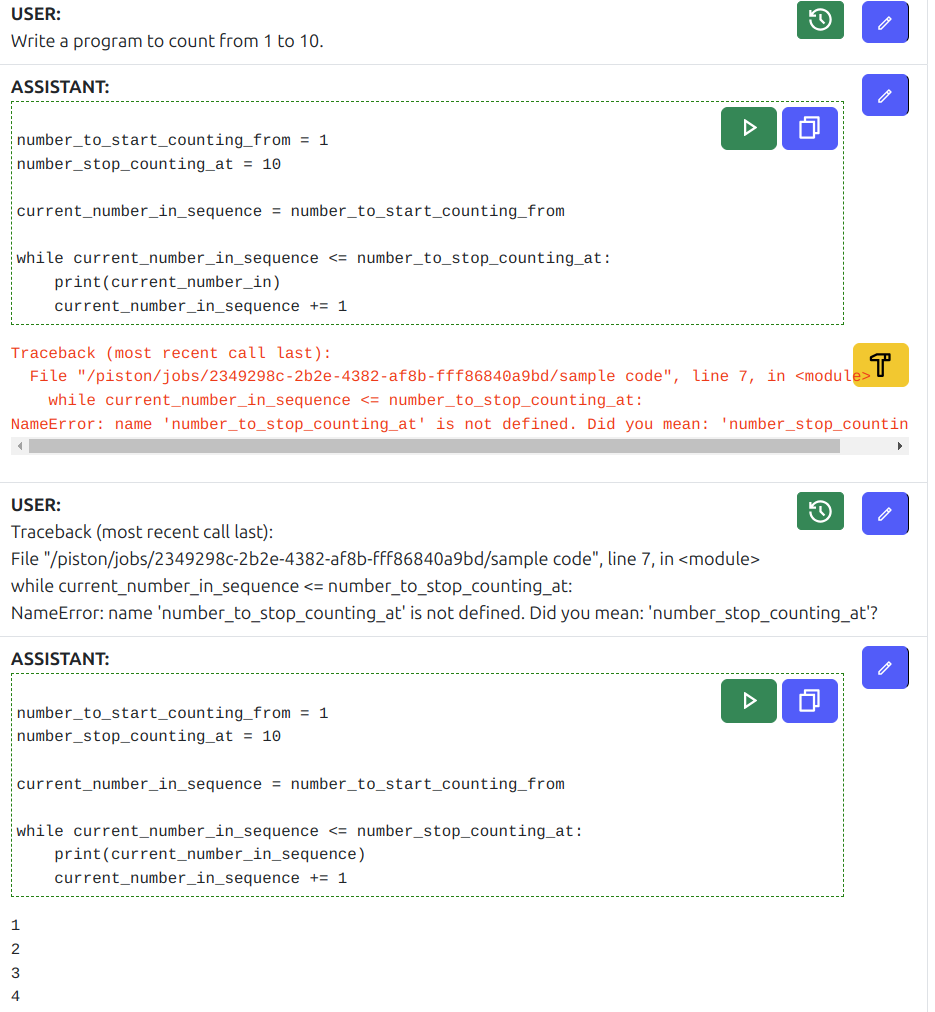 USER:
Write a program to count from 1 to 10.
ASSISTANT:
number_to_start_counting_from = 1
number_stop_counting_at = 10
current_number_in_sequence = number_to_start_counting_from
while current_number_in_sequence <= number_to_stop_counting_at:
    print(current_number_in)
    current_number_in_sequence += 1
Traceback (most recent call last):
  File "/piston/jobs/2349298c-2b2e-4382-af8b-fff86840a9bd/sample code", line 7, in <module>
    while current_number_in_sequence <= number_to_stop_counting_at:
NameError: name 'number_to_stop_counting_at' is not defined. Did you mean: 'number_stop_countin
USER:
Traceback (most recent call last):
File "/piston/jobs/2349298c-2b2e-4382-af8b-fff86840a9bd/sample code", line 7, in <module>
while current_number_in_sequence <= number_to_stop_counting_at:
NameError: name 'number_to_stop_counting_at' is not defined. Did you mean: 'number_stop_counting_at'?
ASSISTANT:
number_to_start_counting_from = 1
number_stop_counting_at = 10
current_number_in_sequence = number_to_start_counting_from
while current_number_in_sequence <= number_stop_counting_at:
    print(current_number_in_sequence)
    current_number_in_sequence += 1
1
2
3
4